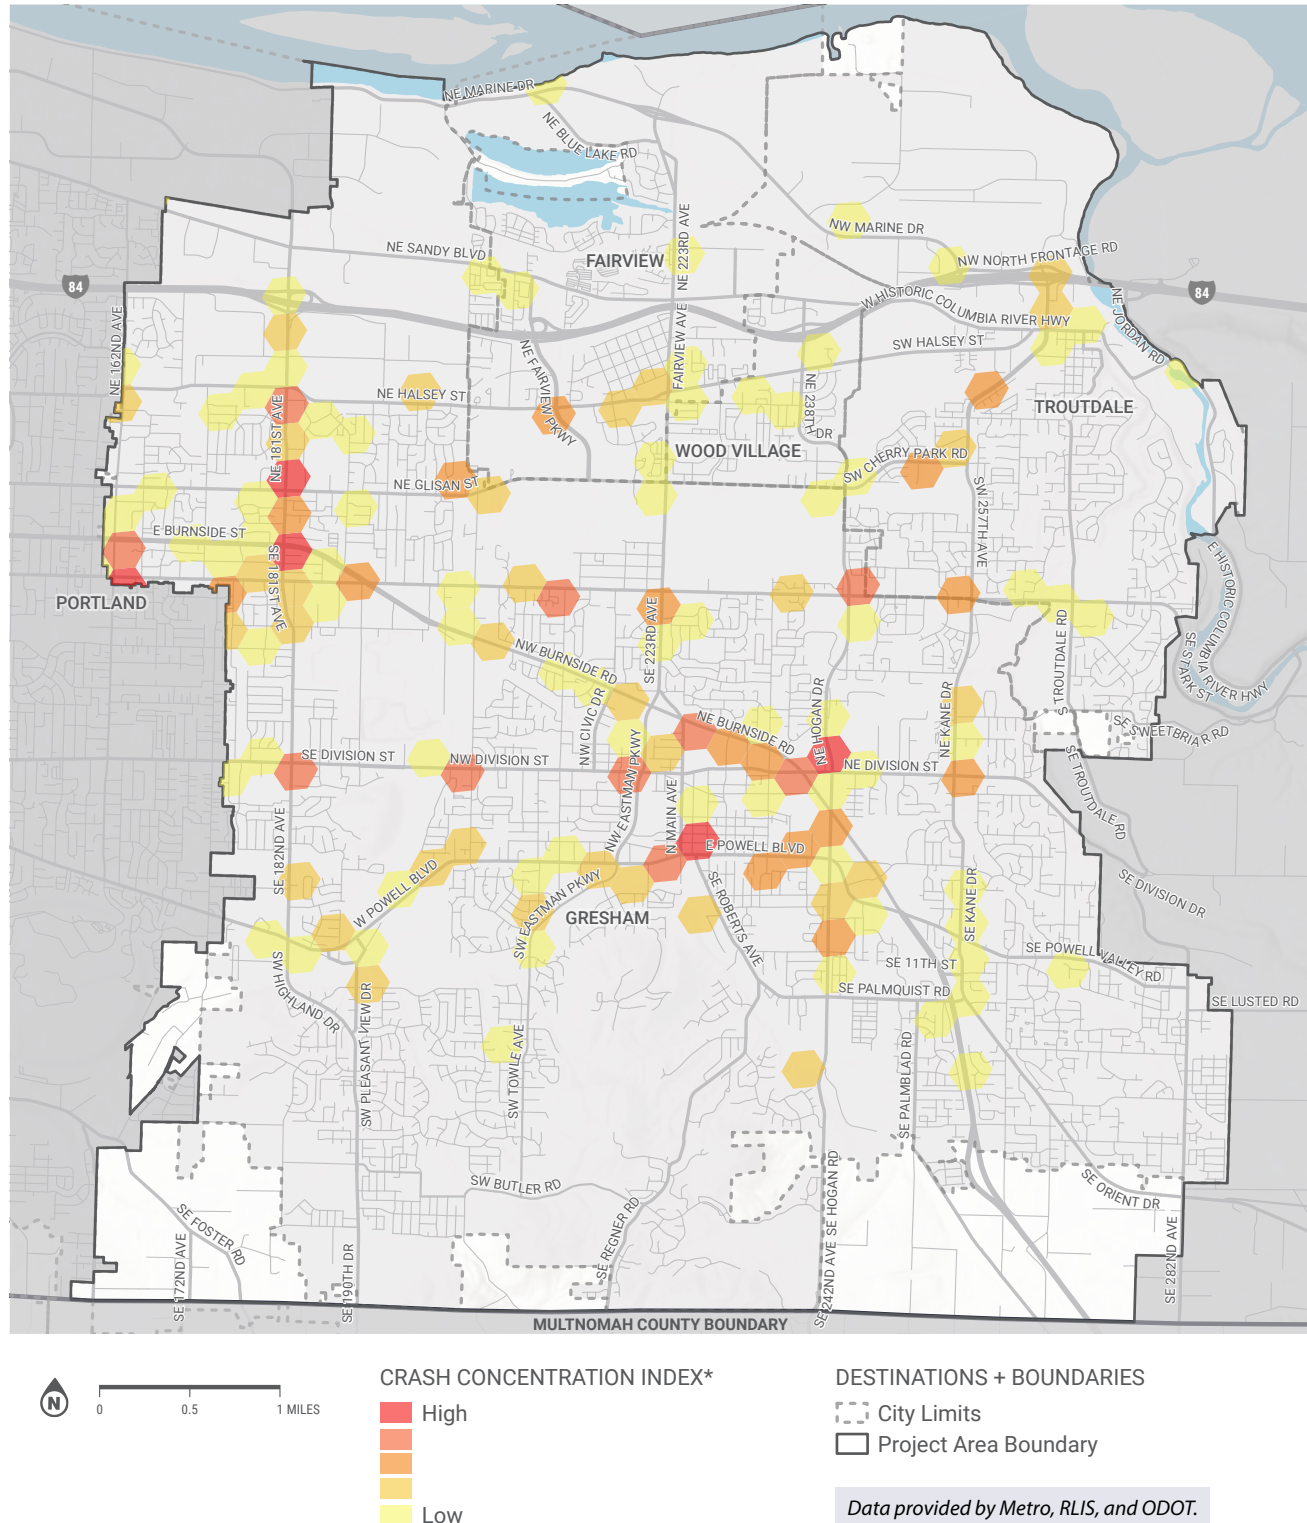 NE MARINE DR
NE BLUE LAKE RD
NE SANDY BLVD
FAIRVIEW
NE 223RD AVE
NW MARINE DR
NW NORTH FRONTAGE RD
84
84
W HISTORIC COLUMBIA RIVER HWY
NE JORDAN RD
NE 162ND AVE
NE FAIRVIEW PKWY
FAIRVIEW AVE
SW HALSEY ST
NE HALSEY ST
NE 238TH DR
TROUTDALE
NE 181ST AVE
WOOD VILLAGE
SW CHERRY PARK RD
NE GLISAN ST
SW 257TH AVE
E BURNSIDE ST
SE 181ST AVE
PORTLAND
E HISTORIC COLUMBIA RIVER HWY
SE STARK ST
SE 223RD AVE
S TROUTDALE RD
NW BURNSIDE RD
NW CIVIC DR
NE HOGAN DR
NE KANE DR
NE BURNSIDE RD
SE SWEETBRIAR RD
SE DIVISION ST
NW DIVISION ST
NW EASTMAN PKWY
NE DIVISION ST
SE TROUTDALE RD
N MAIN AVE
SE 182ND AVE
E POWELL BLVD
W POWELL BLVD
SW EASTMAN PKWY
GRESHAM
SE ROBERTS AVE
SE KANE DR
SE DIVISION DR
SE POWELL VALLEY RD
SE 11TH ST
SE PALMQUIST RD
SE LUSTED RD
SW HIGHLAND DR
SW PLEASANT VIEW DR
SW TOWLE AVE
SE PALMBLAD RD
SW BUTLER RD
SE ORIENT DR
SE FOSTER RD
SE 172ND AVE
SE 190TH DR
SE REGNER RD
SE HOGAN RD
SE 242ND AVE
SE 282ND AVE
MULTNOMAH COUNTY BOUNDARY
N
0 0.5 1 MILES
CRASH CONCENTRATION INDEX*
High
Low
DESTINATIONS + BOUNDARIES
City Limits
Project Area Boundary
Data provided by Metro, RLIS, and ODOT.